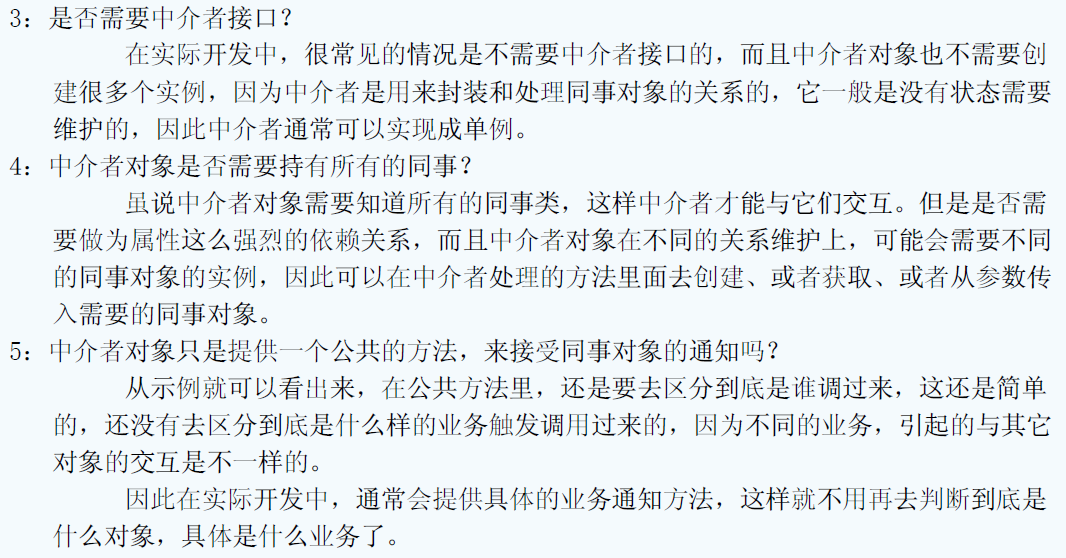 3：是否需要中介者接口？
在实际开发中，很常见的情况是不需要中介者接口的，而且中介者对象也不需要创
建很多个实例，因为中介者是用来封装和处理同事对象的关系的，它一般是没有状态需要
维护的，因此中介者通常可以实现成单例。
4：中介者对象是否需要持有所有的同事？
虽说中介者对象需要知道所有的同事类，这样中介者才能与它们交互。但是是否需
要做为属性这么强烈的依赖关系，而且中介者对象在不同的关系维护上，可能会需要不同
的同事对象的实例，因此可以在中介者处理的方法里面去创建、或者获取、或者从参数传
入需要的同事对象。
5：中介者对象只是提供一个公共的方法，来接受同事对象的通知吗？
从示例就可以看出来，在公共方法里，还是要去区分到底是谁调过来，这还是简单
的，还没有去区分到底是什么样的业务触发调用过来的，因为不同的业务，引起的与其它
对象的交互是不一样的。
因此在实际开发中，通常会提供具体的业务通知方法，这样就不用再去判断到底是
什么对象，具体是什么业务了。